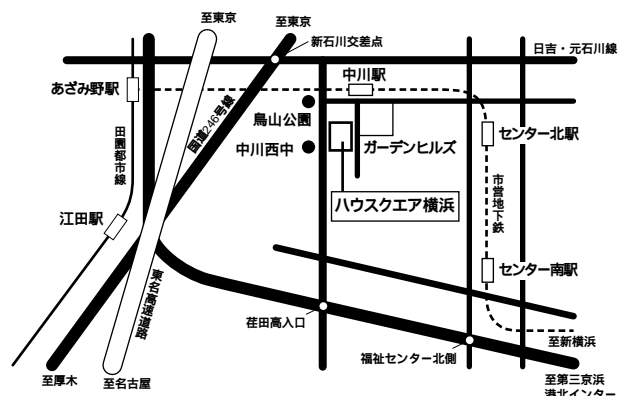 至東京
至東京
新石川交差点
日吉・元石川線
あざみ野駅
中川駅
鳥山公園
国道246号線
センター北駅
ガーデンヒルズ
中川西中
田園都市線
市営地下鉄
ハウスクエア横浜
江田駅
センター南駅
東名高速道路
荏田高入口
至新横浜
福祉センター北側
至厚木
至名古屋
至第三京浜
港北インター